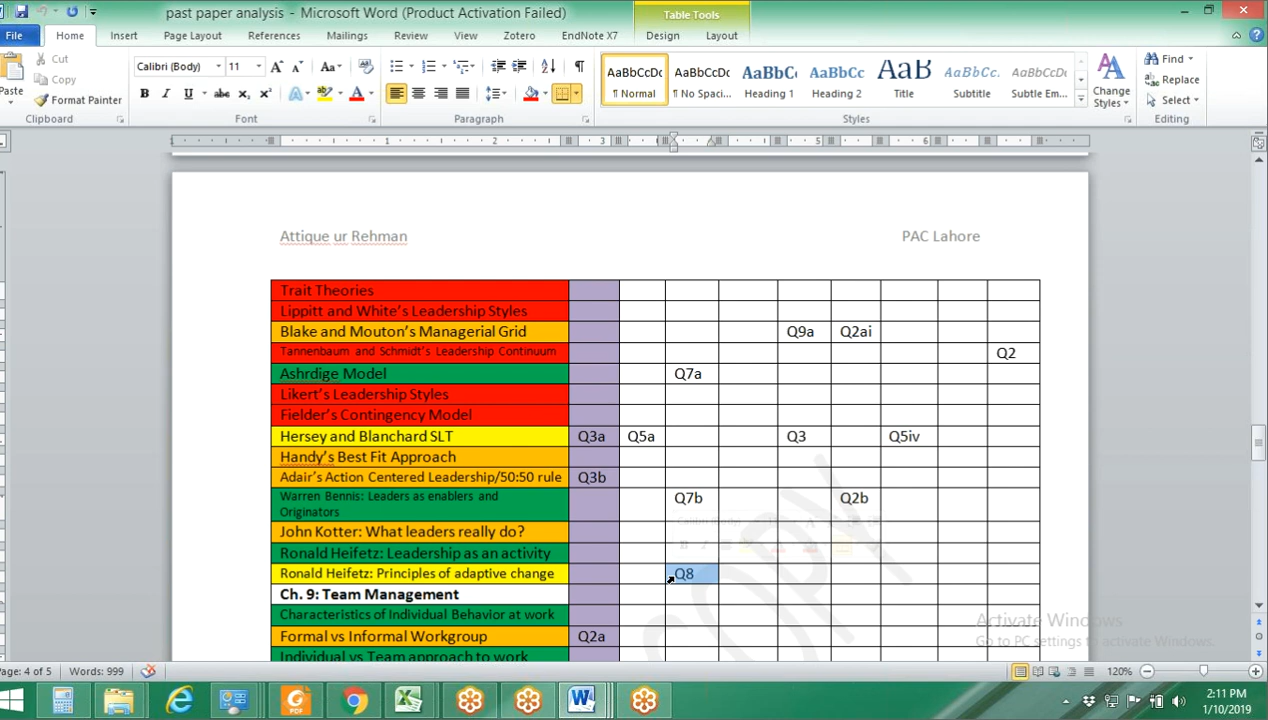 past paper analysis - Microsoft Word (Product Activation Failed)
Table Tools
File Home Insert Page Layout References Mailings Review View Zotero EndNote X7 Design Layout
Cut
Copy
Paste
Format Painter
Clipboard
Calibri (Body) 11
Font
Paragraph
AaBbCcDc AaBbCcDc AaBbC( AaBbCc AaB AaBbCc. AaBbCcDc
¶ Normal ¶ No Spaci... Heading 1 Heading 2 Title Subtitle Subtle Em...
Change
Styles
Styles
Find
Replace
Select
Editing
1 2 3 5 6
Attique ur Rehman PAC Lahore
Trait Theories
Lippitt and White's Leadership Styles
Blake and Mouton's Managerial Grid Q9a Q2ai
Tannenbaum and Schmidt's Leadership Continuum Q2
Ashrdige Model Q7a
Likert's Leadership Styles
Fielder's Contingency Model
Hersey and Blanchard SLT Q3a Q5a Q3 Q5iv
Handy's Best Fit Approach
Adair's Action Centered Leadership/50:50 rule Q3b
Warren Bennis: Leaders as enablers and
Originators Q7b Q2b
John Kotter: What leaders really do?
Ronald Heifetz: Leadership as an activity
Ronald Heifetz: Principles of adaptive change Q8
Ch. 9: Team Management
Characteristics of Individual Behavior at work
Formal vs Informal Workgroup Q2a
Individual vs Team approach to work
COPY
Activate Windows
Go to PC settings to activate Windows.
Page: 4 of 5 Words: 999 120%
2:11 PM
1/10/2019